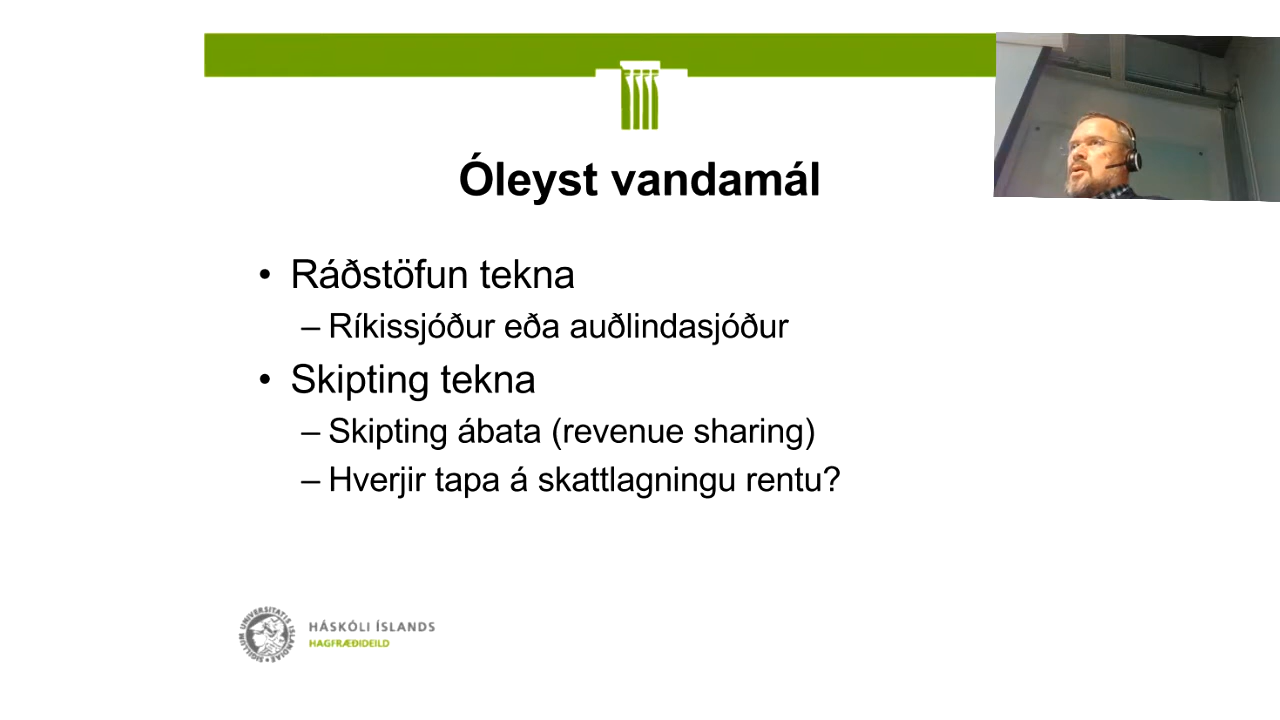 Óleyst vandamál
• Ráðstöfun tekna
– Ríkissjóður eða auðlindasjóður
• Skipting tekna
– Skipting ábata (revenue sharing)
– Hverjir tapa á skattlagningu rentu?
HÁSKÓLI ÍSLANDS
HAGFRÆÐIDEILD